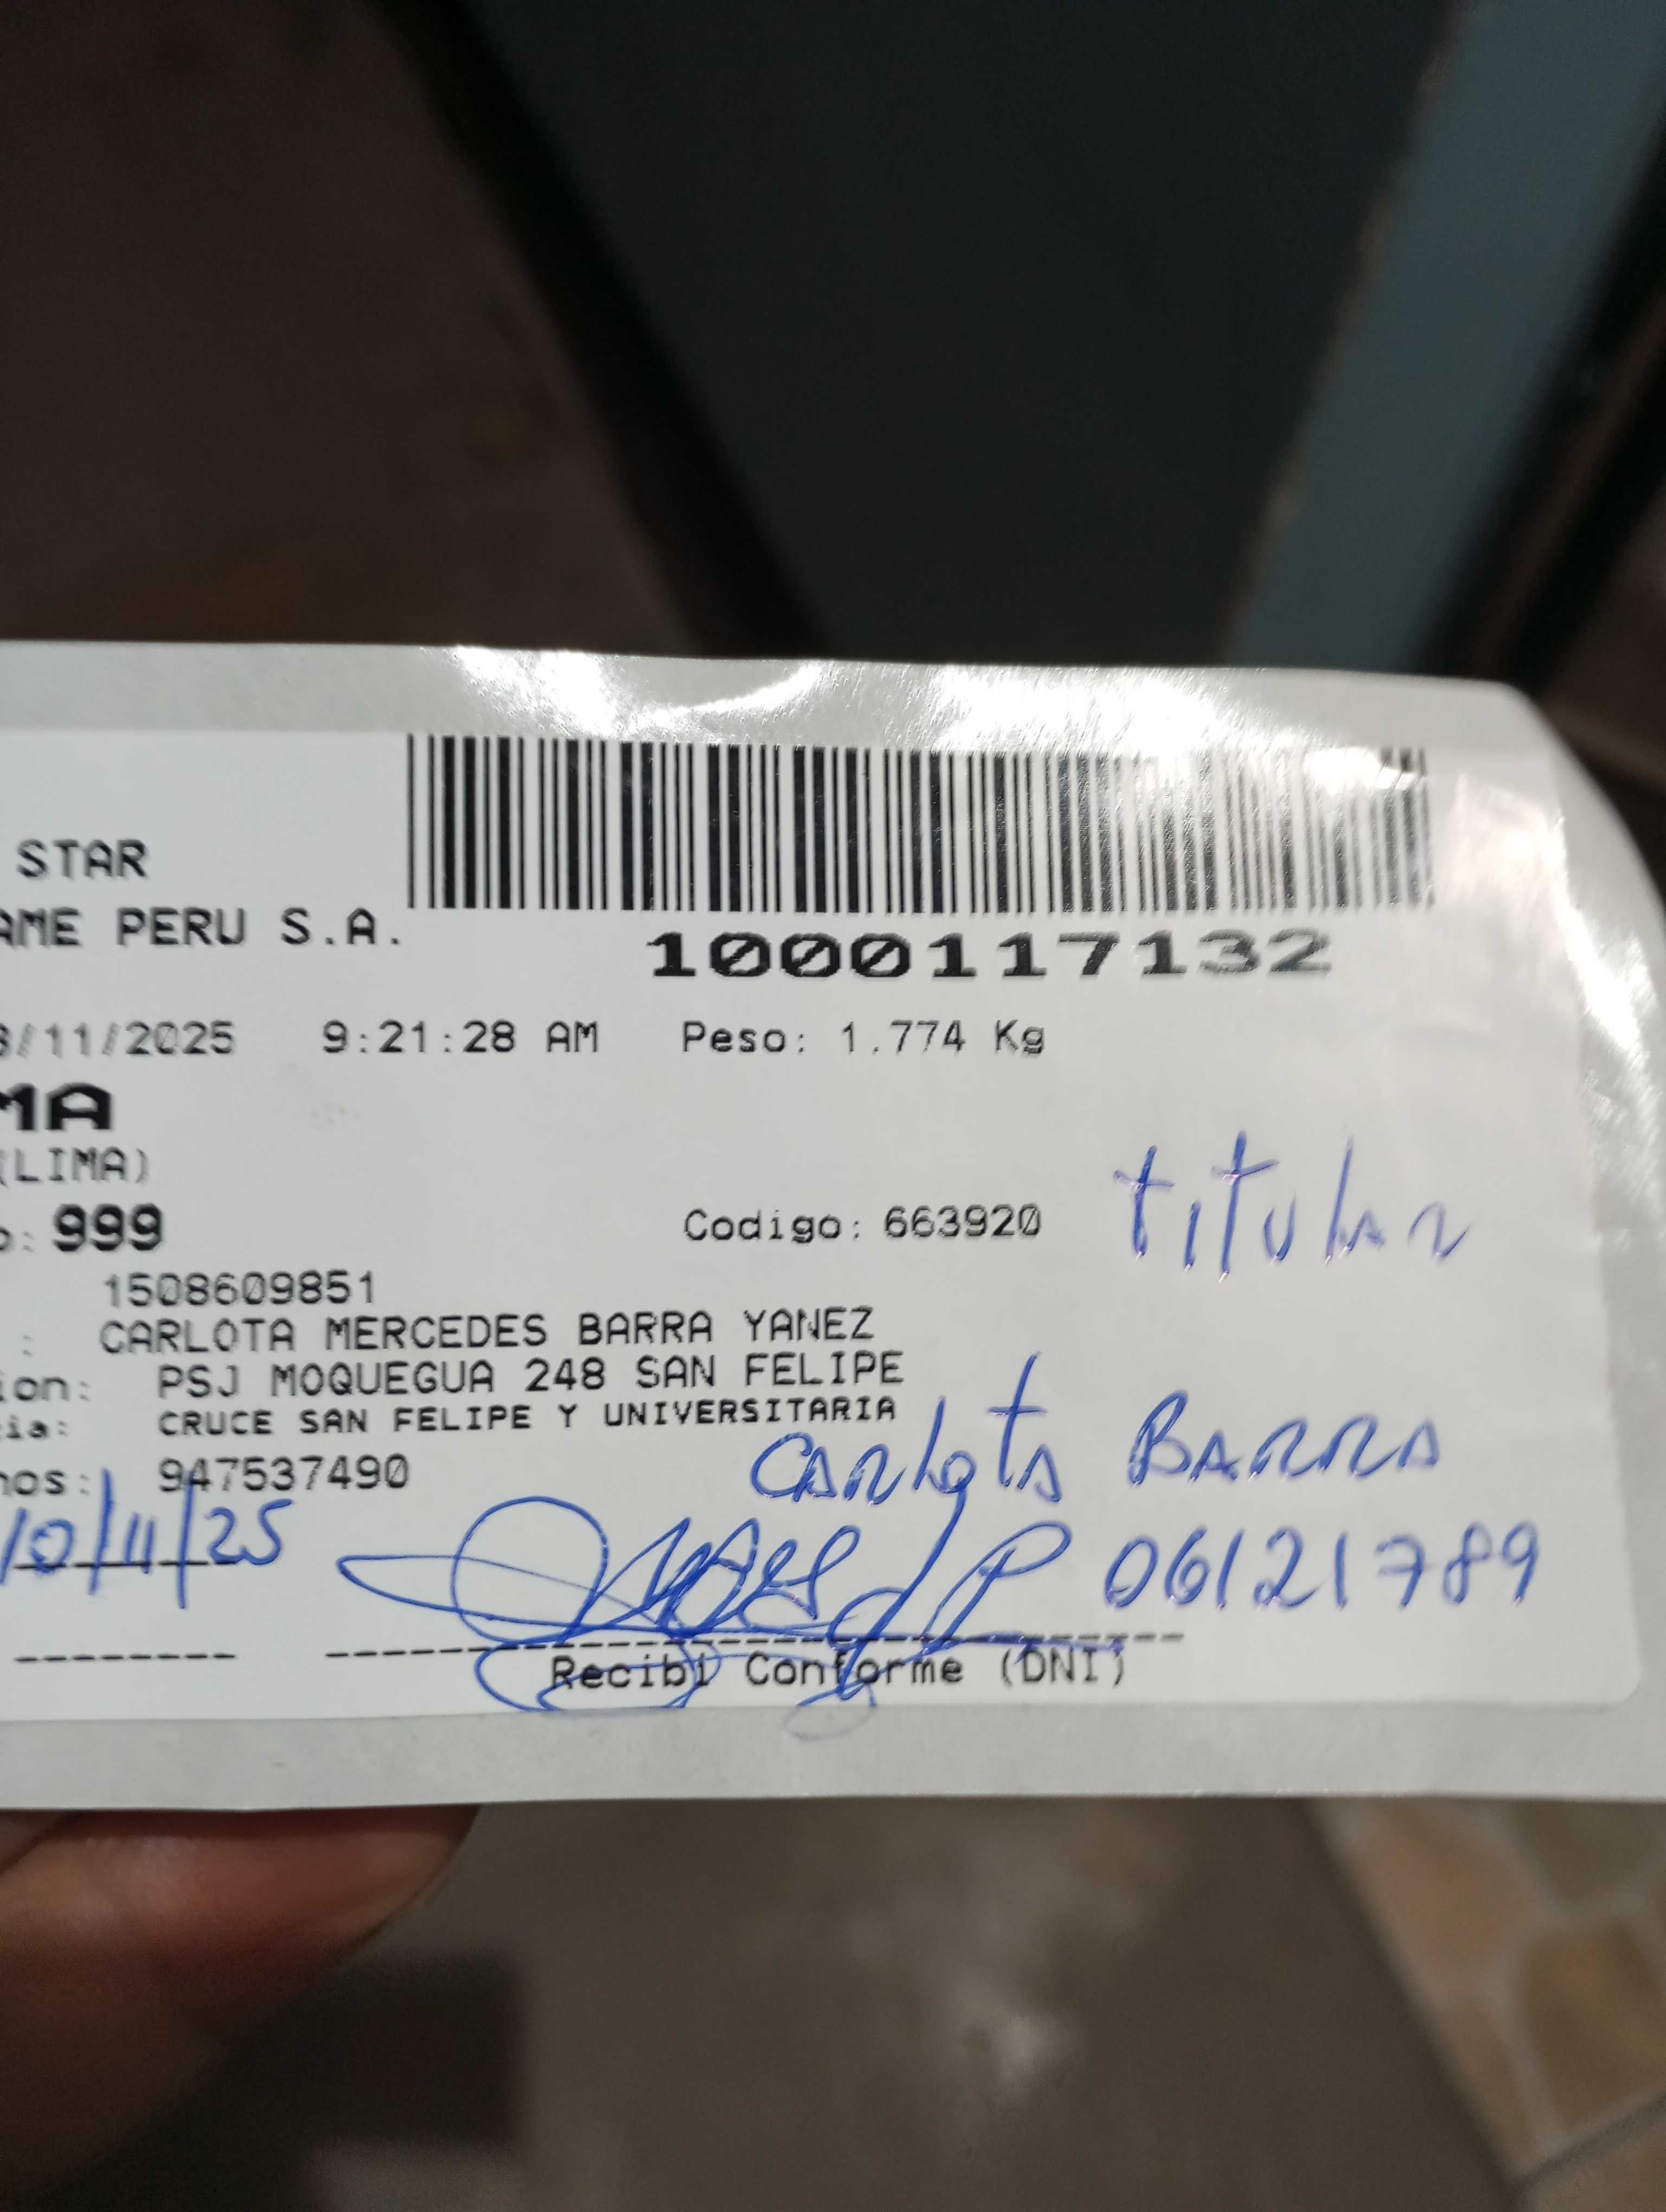 STAR
AME PERU S.A.
1000117132
/11/2025 9:21:28 AM Peso: 1.774 Kg
MA
(LIMA)
o: 999 Codigo: 663920 titular
1508609851
: CARLOTA MERCEDES BARRA YANEZ
ion: PSJ MOQUEGUA 248 SAN FELIPE
ia: CRUCE SAN FELIPE Y UNIVERSITARIA
nos: 947537490
CARLOTA BARRA
10/11/25 06121789
Recibi Conforme (DNI)